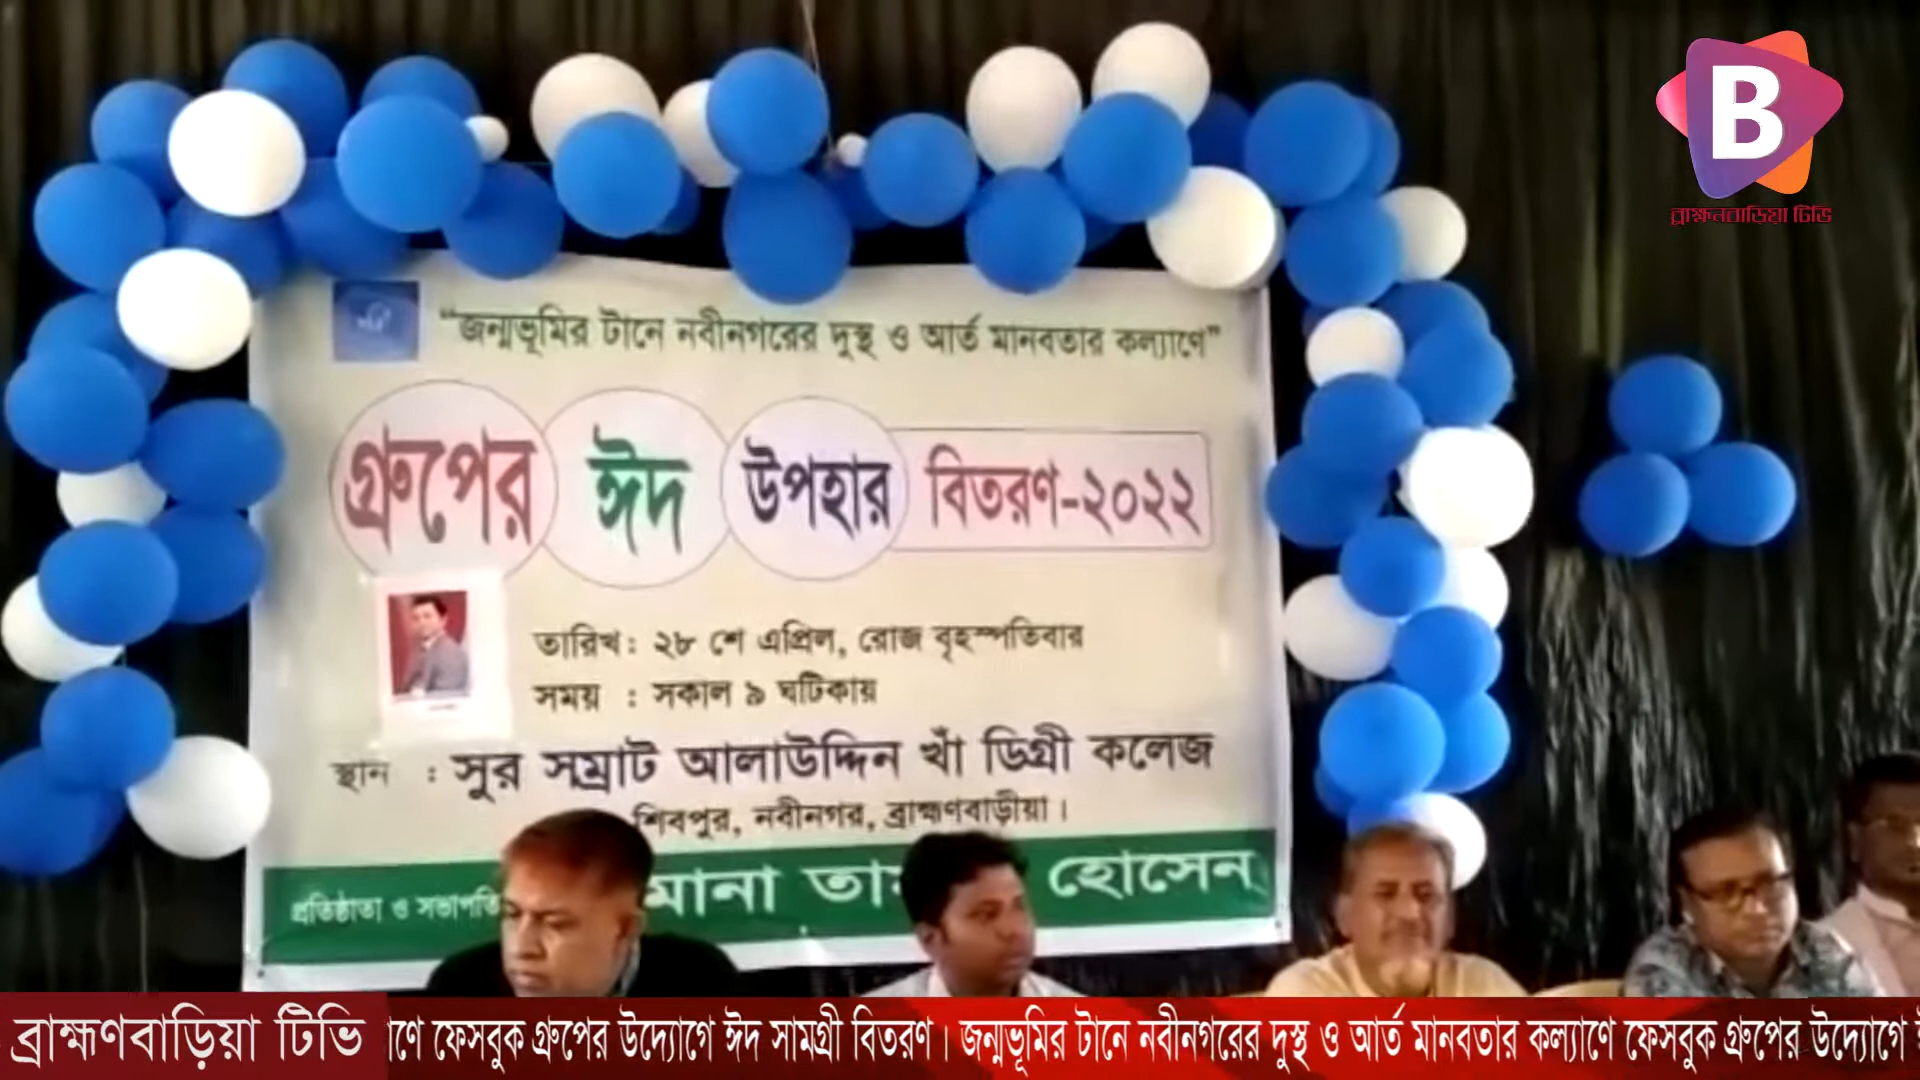 B
ব্রাহ্মনবাড়িয়া টিভি
“জন্মভূমির টানে নবীনগরের দুস্থ ও আর্ত মানবতার কল্যাণে”
গ্রুপের ঈদ উপহার বিতরণ-২০২২
তারিখ: ২৮ শে এপ্রিল, রোজ বৃহস্পতিবার
সময় : সকাল ৯ ঘটিকায়
স্থান : সুর সম্রাট আলাউদ্দিন খাঁ ডিগ্রী কলেজ
শিবপুর, নবীনগর, ব্রাহ্মণবাড়ীয়া।
প্রতিষ্ঠাতা ও সভাপতি হোসেন
ব্রাহ্মণবাড়িয়া টিভি
ফেসবুক গ্রুপের উদ্যোগে ঈদ সামগ্রী বিতরণ। জন্মভূমির টানে নবীনগরের দুস্থ ও আর্ত মানবতার কল্যাণে ফেসবুক গ্রুপের উদ্যোগে